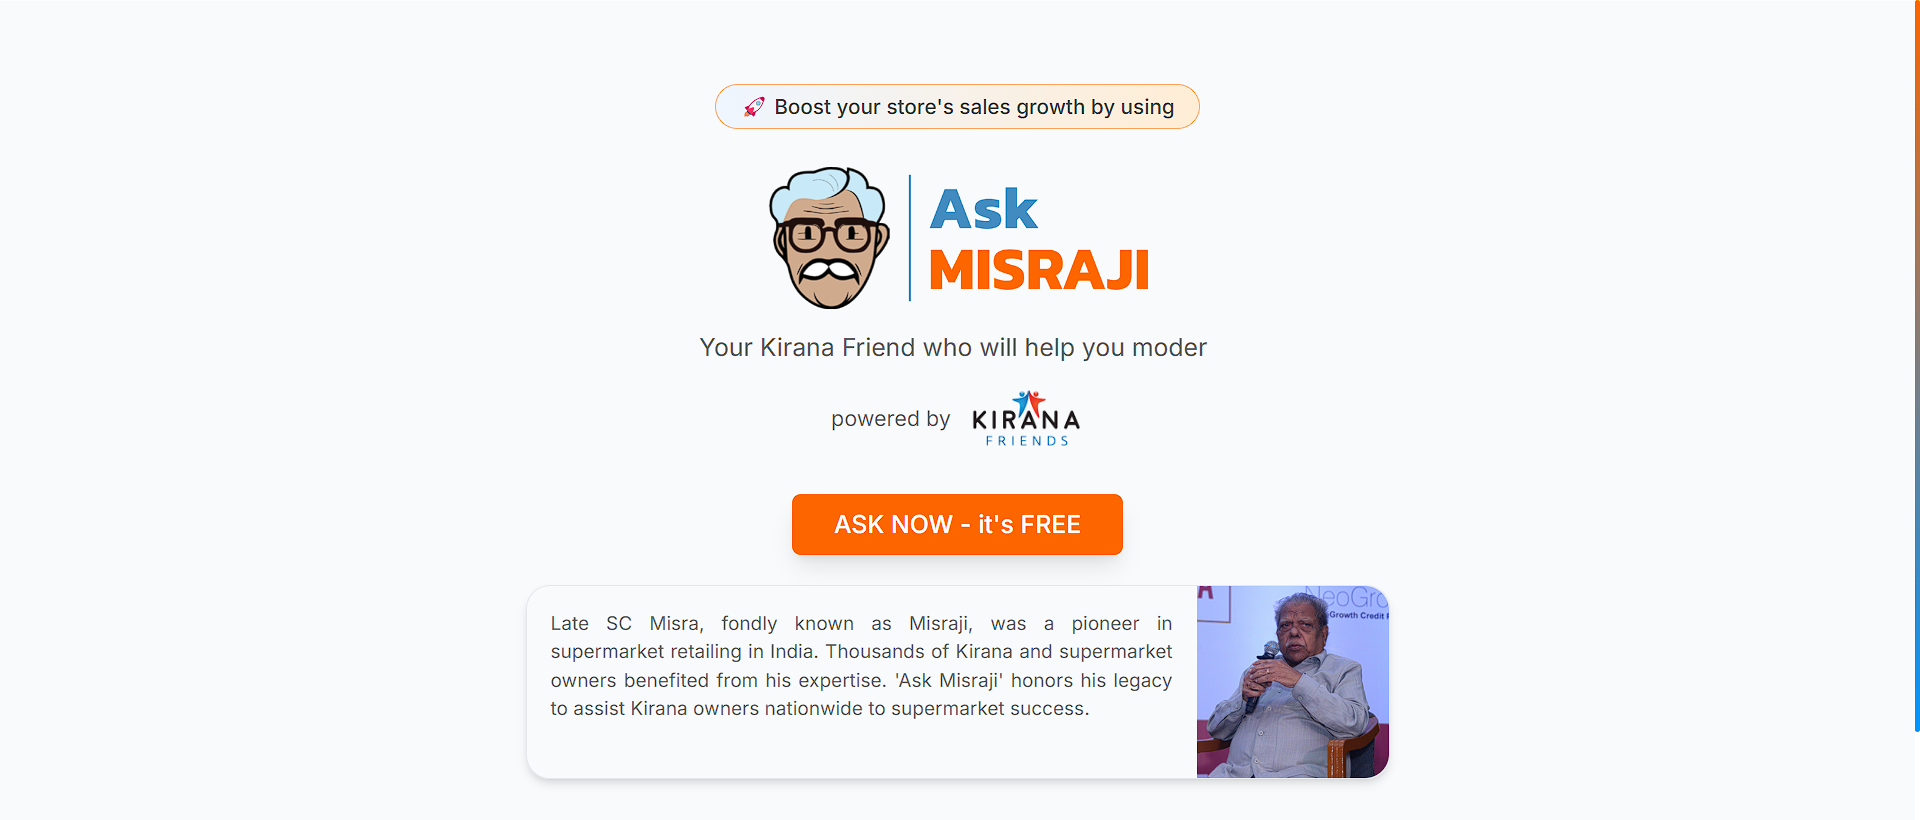 🚀 Boost your store's sales growth by using
Ask
MISRAJI
Your Kirana Friend who will help you moder
powered by
KIRANA
FRIENDS
ASK NOW - it's FREE
Late SC Misra, fondly known as Misraji, was a pioneer in
supermarket retailing in India. Thousands of Kirana and supermarket
owners benefited from his expertise. 'Ask Misraji' honors his legacy
to assist Kirana owners nationwide to supermarket success.
A
NeoGro
Growth Credit